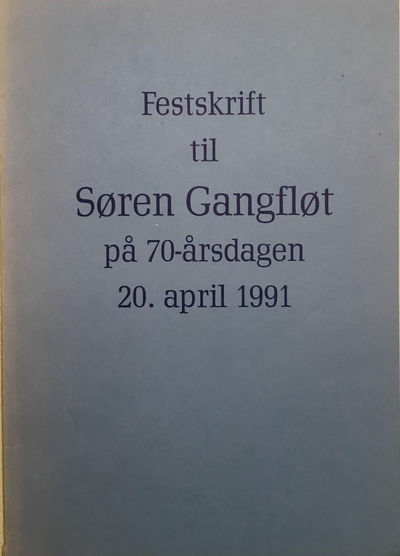 Festskrift
til
Søren Gangfløt
på 70-årsdagen
20. april 1991